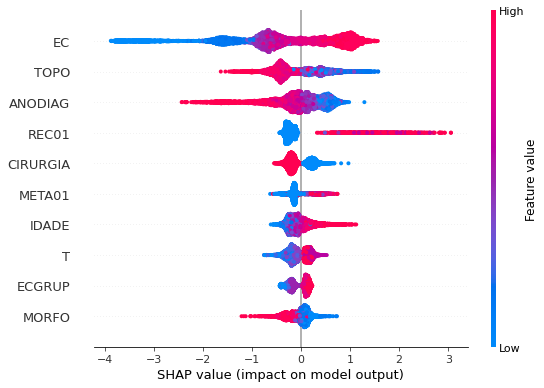 High
EC
TOPO
ANODIAG
REC01
CIRURGIA
META01
IDADE
T
ECGRUP
MORFO
Feature value
Low
−4 −3 −2 −1 0 1 2 3
SHAP value (impact on model output)